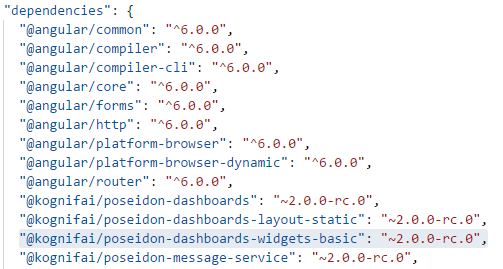 "dependencies": {
"@angular/common": "^6.0.0",
"@angular/compiler": "^6.0.0",
"@angular/compiler-cli": "^6.0.0",
"@angular/core": "^6.0.0",
"@angular/forms": "^6.0.0",
"@angular/http": "^6.0.0",
"@angular/platform-browser": "^6.0.0",
"@angular/platform-browser-dynamic": "^6.0.0",
"@angular/router": "^6.0.0",
"@kognifai/poseidon-dashboards": "~2.0.0-rc.0",
"@kognifai/poseidon-dashboards-layout-static": "~2.0.0-rc.0",
"@kognifai/poseidon-dashboards-widgets-basic": "~2.0.0-rc.0",
"@kognifai/poseidon-message-service": "~2.0.0-rc.0",